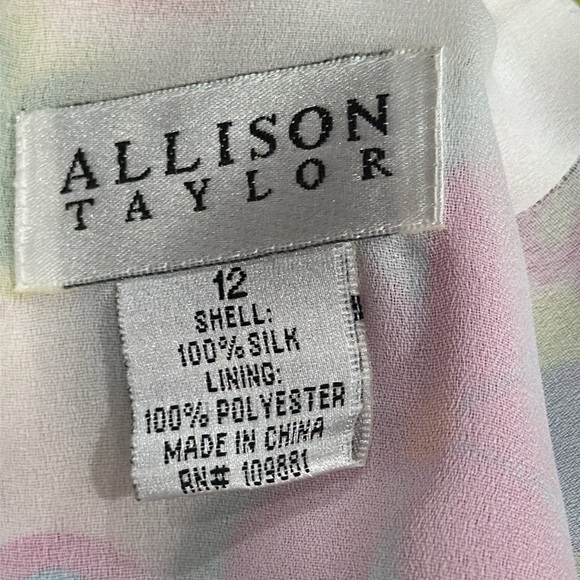 ALLISON
TAYLOR
12
SHELL:
100% SILK
LINING:
100% POLYESTER
MADE IN CHINA
RN# 109881